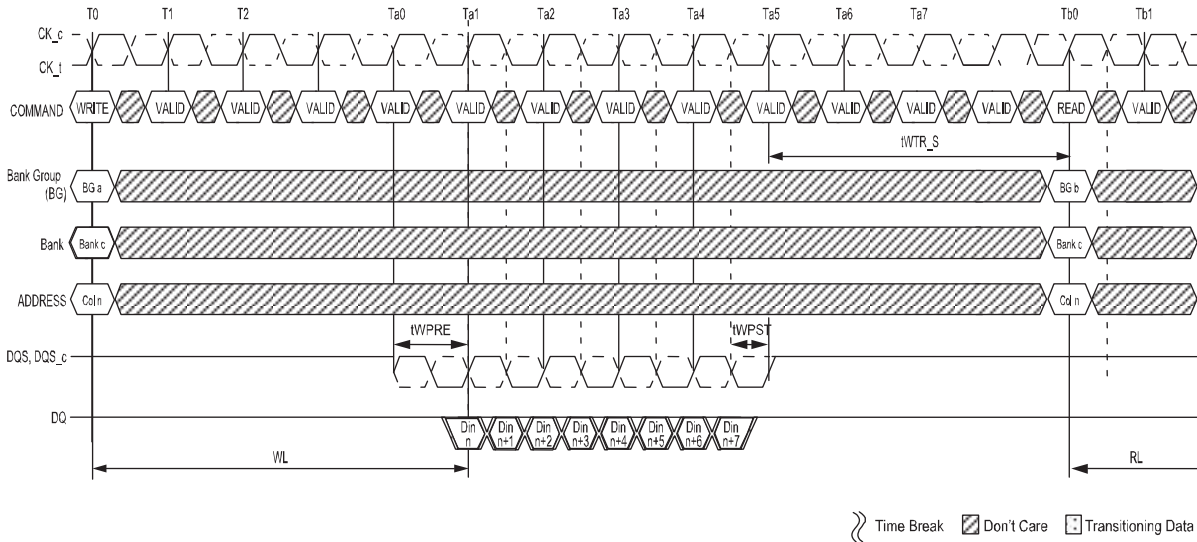 T0 T1 T2 Ta0 Ta1 Ta2 Ta3 Ta4 Ta5 Ta6 Ta7 Tb0 Tb1
CK_c
CK_t
COMMAND WRITE VALID VALID VALID VALID VALID VALID VALID VALID VALID VALID VALID VALID READ VALID
tWTR_S
Bank Group
(BG) BG a BG b
Bank Bank c Bank c
ADDRESS Col n Col n
tWPRE tWPST
DQS, DQS_c
DQ Din Din Din Din Din Din Din Din
n n+1 n+2 n+3 n+4 n+5 n+6 n+7
WL RL
Time Break Don't Care Transitioning Data